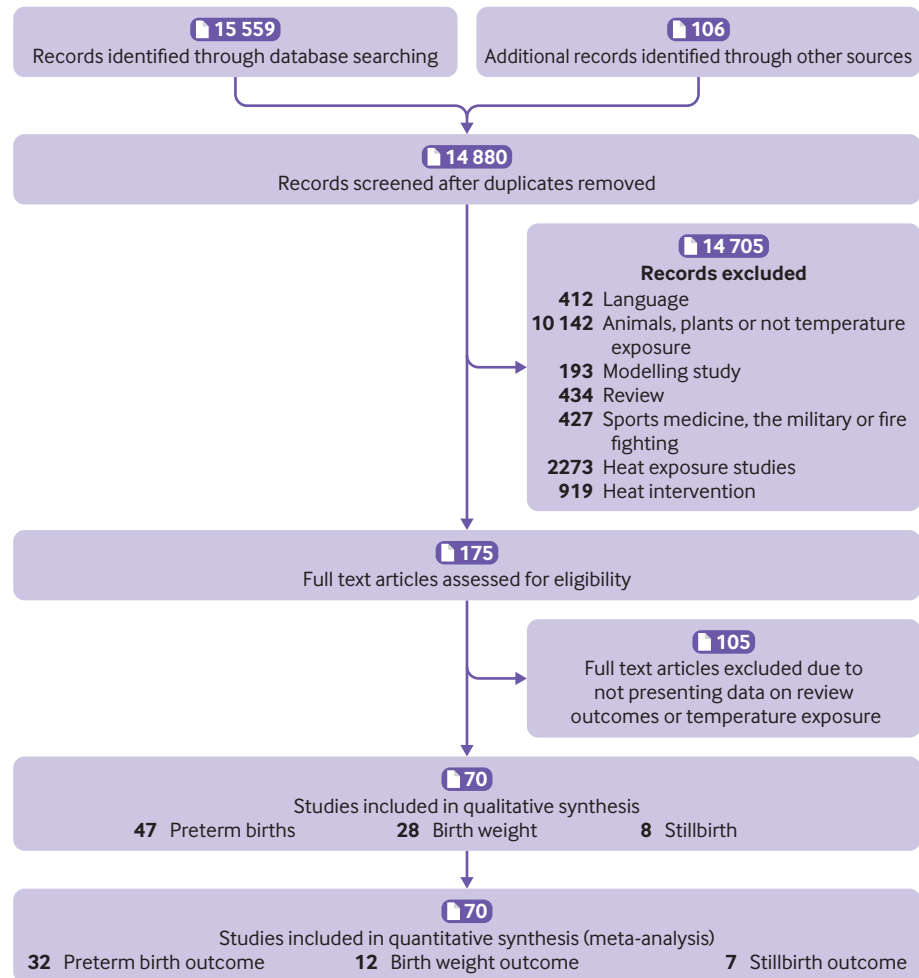 15 559
Records identified through database searching
106
Additional records identified through other sources
14 880
Records screened after duplicates removed
14 705
Records excluded
412 Language
10 142 Animals, plants or not temperature
exposure
193 Modelling study
434 Review
427 Sports medicine, the military or fire
fighting
2273 Heat exposure studies
919 Heat intervention
175
Full text articles assessed for eligibility
105
Full text articles excluded due to
not presenting data on review
outcomes or temperature exposure
70
Studies included in qualitative synthesis
47 Preterm births 28 Birth weight 8 Stillbirth
70
Studies included in quantitative synthesis (meta-analysis)
32 Preterm birth outcome 12 Birth weight outcome 7 Stillbirth outcome